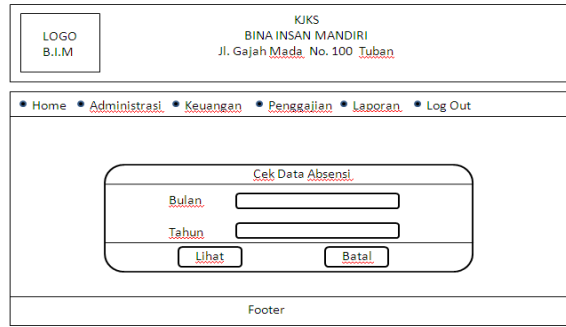 LOGO
B.I.M
KJKS
BINA INSAN MANDIRI
Jl. Gajah Mada No. 100 Tuban
• Home • Administrasi • Keuangan • Penggajian • Laporan • Log Out
Cek Data Absensi
Bulan
Tahun
Lihat Batal
Footer